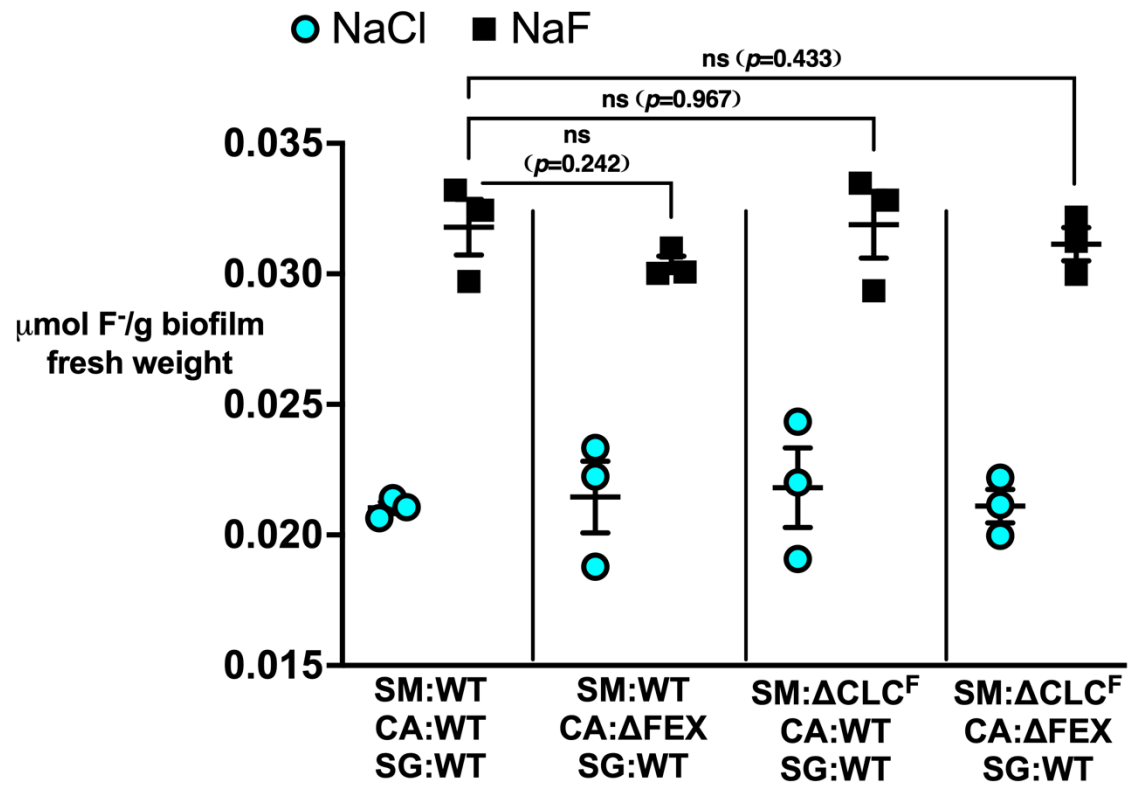 NaCl NaF
ns (p=0.433)
ns (p=0.967)
ns
(p=0.242)
0.035
0.030
0.025
0.020
0.015
μmol F⁻/g biofilm
fresh weight
SM:WT SM:WT SM:ΔCLCᶠ SM:ΔCLCᶠ
CA:WT CA:ΔFEX CA:WT CA:ΔFEX
SG:WT SG:WT SG:WT SG:WT